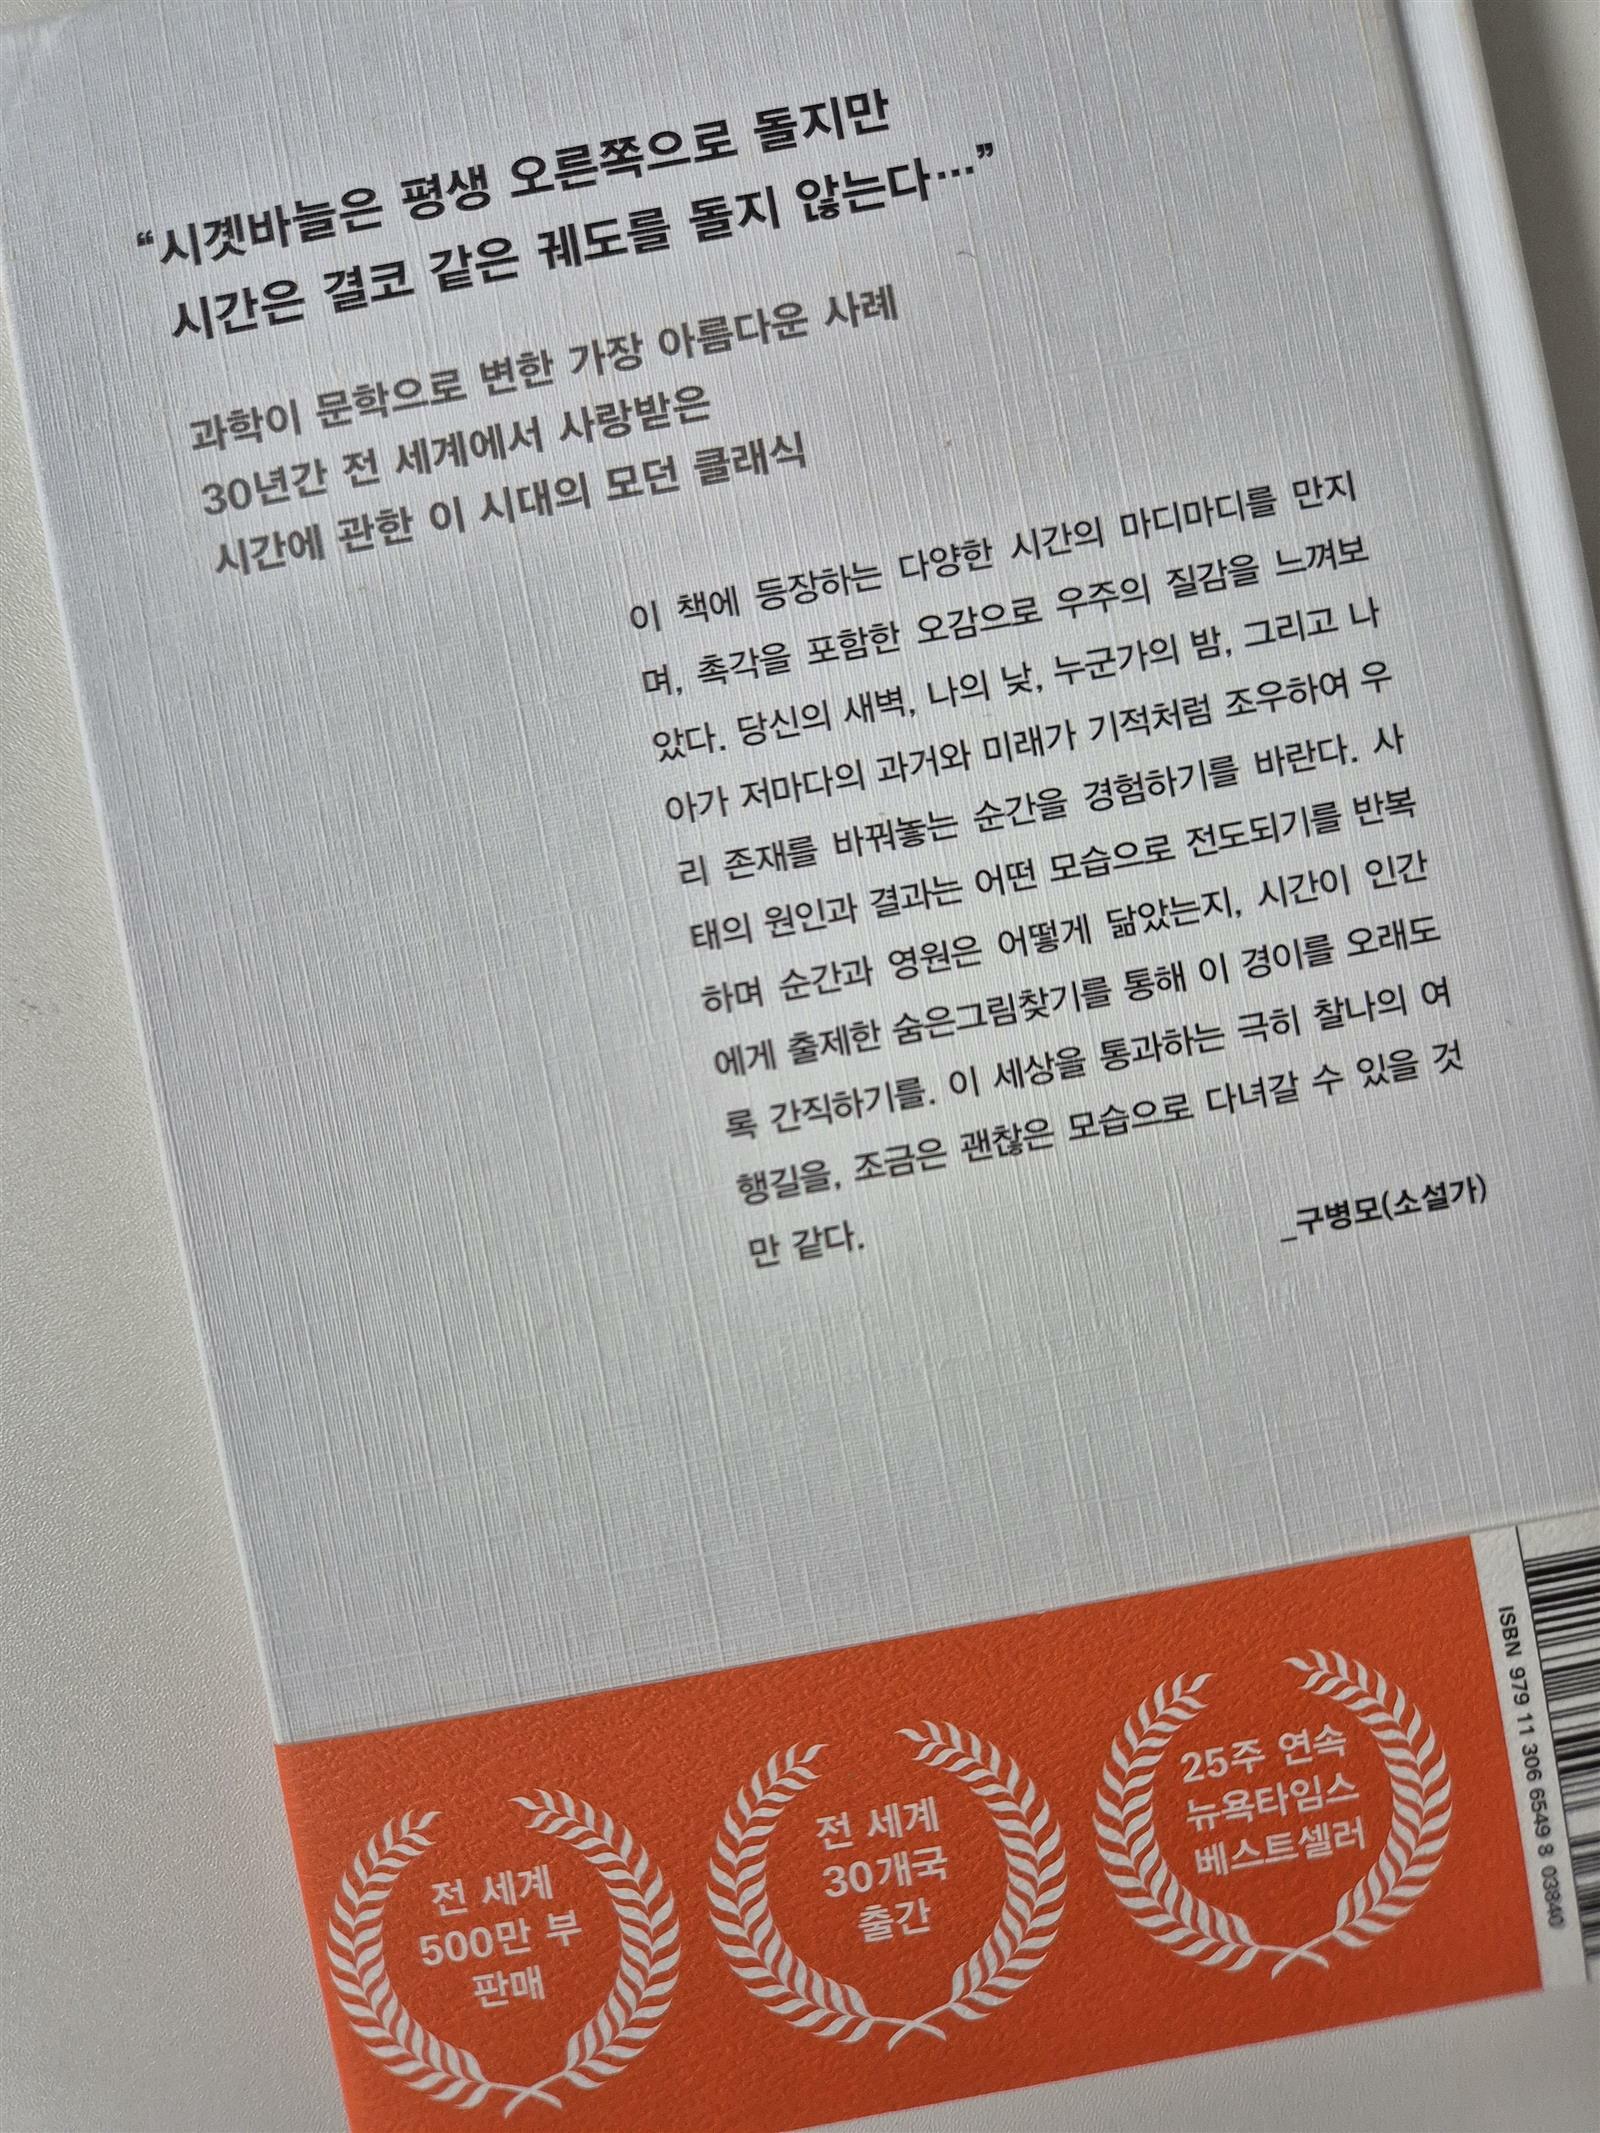 “시곗바늘은 평생 오른쪽으로 돌지만
시간은 결코 같은 궤도를 돌지 않는다…”
과학이 문학으로 변한 가장 아름다운 사례
30년간 전 세계에서 사랑받은
시간에 관한 이 시대의 모던 클래식
이 책에 등장하는 다양한 시간의 마디마디를 만지
며, 촉각을 포함한 오감으로 우주의 질감을 느껴보
았다. 당신의 새벽, 나의 낮, 누군가의 밤, 그리고 나
아가 저마다의 과거와 미래가 기적처럼 조우하여 우
리 존재를 바꿔놓는 순간을 경험하기를 바란다. 사
태의 원인과 결과는 어떤 모습으로 전도되기를 반복
하며 순간과 영원은 어떻게 닮았는지, 시간이 인간
에게 출제한 숨은그림찾기를 통해 이 경이를 오래도
록 간직하기를. 이 세상을 통과하는 극히 찰나의 여
행길을, 조금은 괜찮은 모습으로 다녀갈 수 있을 것
만 같다.
_구병모(소설가)
전 세계
500만 부
판매
전 세계
30개국
출간
25주 연속
뉴욕타임스
베스트셀러
ISBN 979 11 306 6549 8 03840